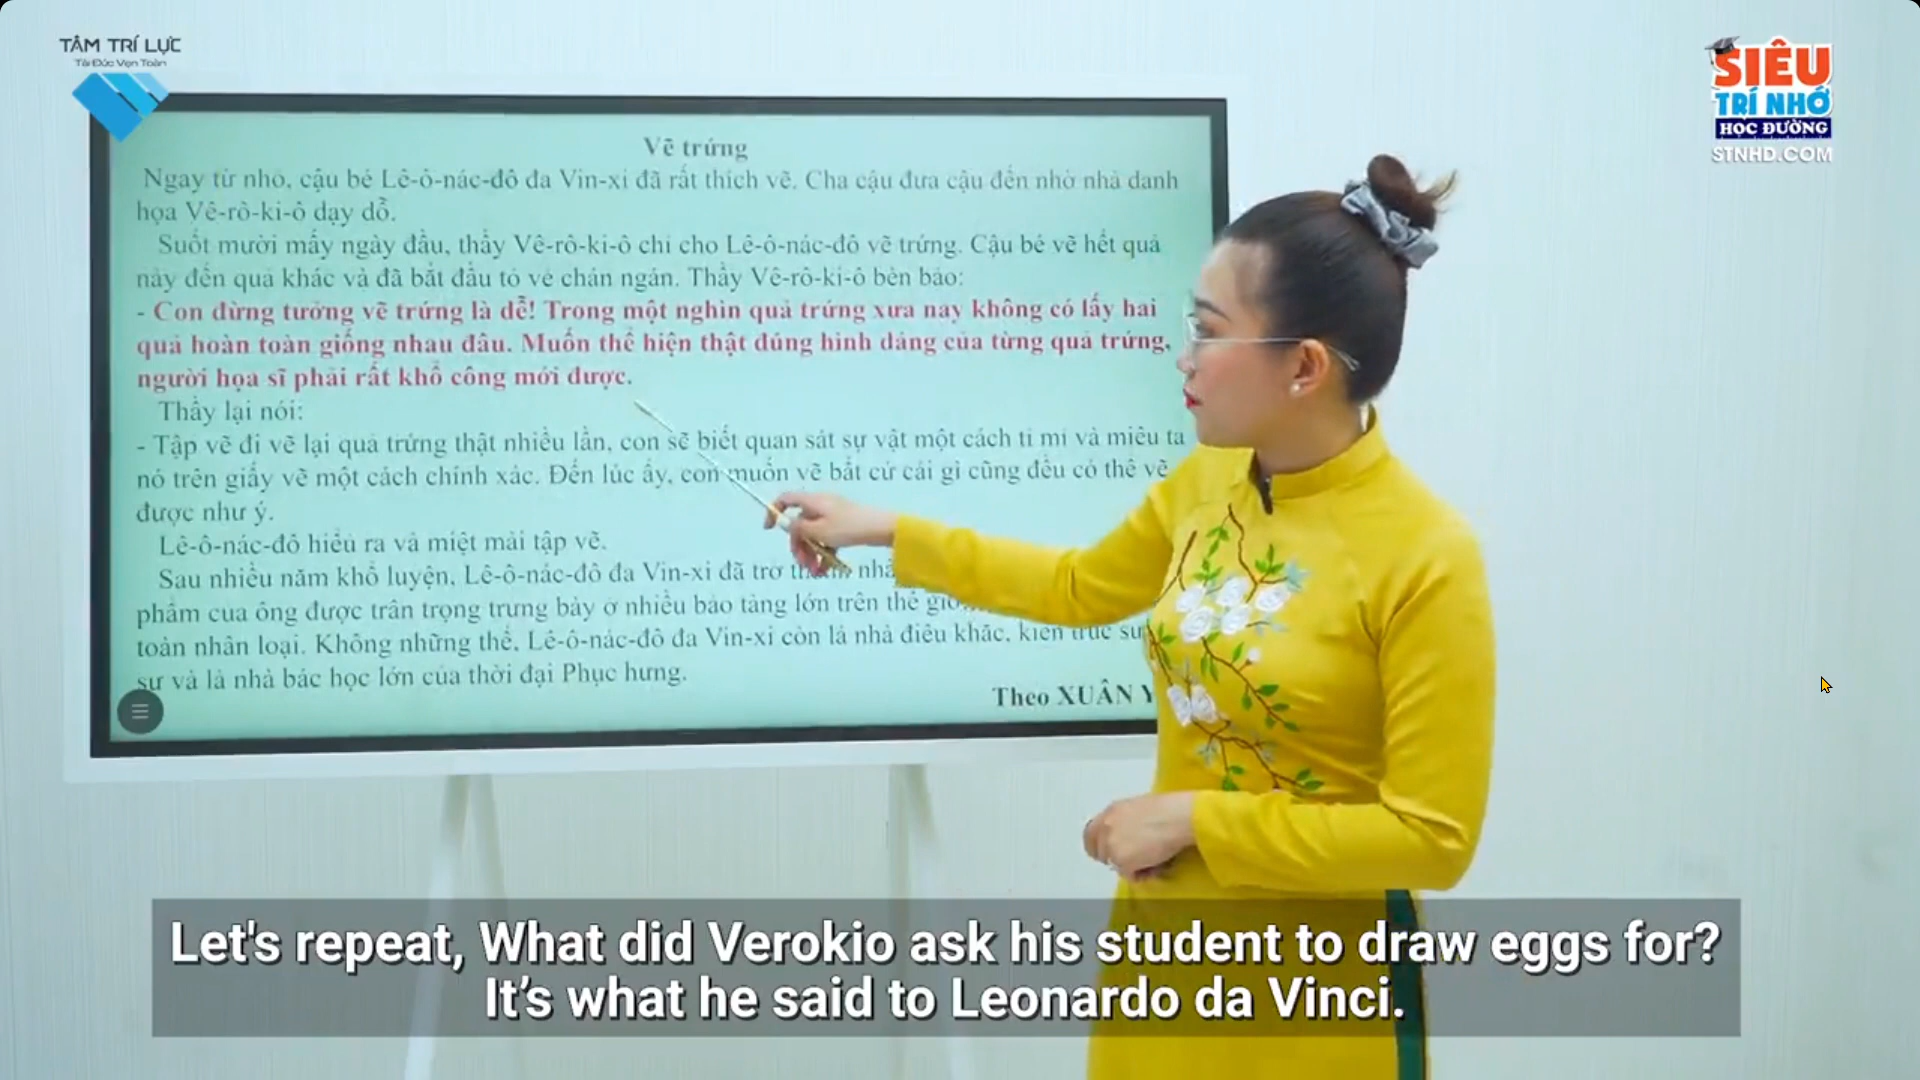 TÂM TRÍ LỰC
Tài Đức Vẹn Toàn
SIÊU
TRÍ NHỚ
HỌC ĐƯỜNG
STNHD.COM
Vẽ trứng
Ngay từ nhỏ, cậu bé Lê-ô-nác-đô đa Vin-xi đã rất thích vẽ. Cha cậu đưa cậu đến nhờ nhà danh
họa Vê-rô-ki-ô dạy dỗ.
Suốt mười mấy ngày đầu, thầy Vê-rô-ki-ô chỉ cho Lê-ô-nác-đô vẽ trứng. Cậu bé vẽ hết quả
này đến quả khác và đã bắt đầu tỏ vẻ chán ngán. Thầy Vê-rô-ki-ô bèn bảo:
- Con đừng tưởng vẽ trứng là dễ! Trong một nghìn quả trứng xưa nay không có lấy hai
quả hoàn toàn giống nhau đâu. Muốn thể hiện thật đúng hình dáng của từng quả trứng,
người họa sĩ phải rất khổ công mới được.
Thầy lại nói:
- Tập vẽ đi vẽ lại quả trứng thật nhiều lần, con sẽ biết quan sát sự vật một cách tỉ mỉ và miêu tả
nó trên giấy vẽ một cách chính xác. Đến lúc ấy, con muốn vẽ bất cứ cái gì cũng đều có thể vẽ
được như ý.
Lê-ô-nác-đô hiểu ra và miệt mài tập vẽ.
Sau nhiều năm khổ luyện, Lê-ô-nác-đô đa Vin-xi đã trở
phẩm của ông được trân trọng trưng bày ở nhiều bảo tàng lớn trên thế
toàn nhân loại. Không những thế, Lê-ô-nác-đô đa Vin-xi còn là nhà điêu khắc, kiến trúc sư
sư và là nhà bác học lớn của thời đại Phục hưng.
Theo XUÂN Y
Let's repeat, What did Verokio ask his student to draw eggs for?
It’s what he said to Leonardo da Vinci.